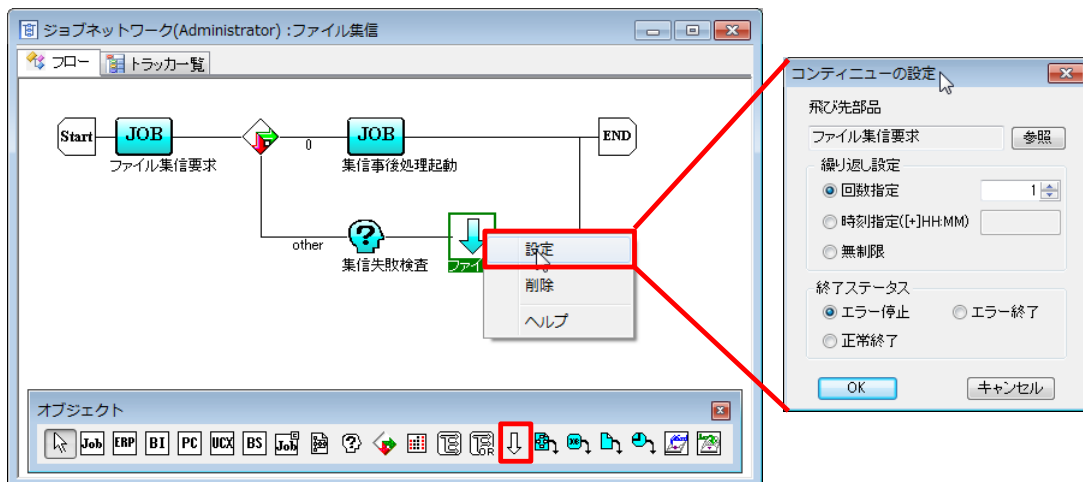 ジョブネットワーク(Administrator) :ファイル集信
フロー
トラッカ一覧
Start
JOB
ファイル集信要求
0
JOB
集信事後処理起動
END
other
集信失敗検査
ファイ
設定
削除
ヘルプ
オブジェクト
Job ERP BI PC UCX BS Job OR
コンティニューの設定
飛び先部品
ファイル集信要求
参照
繰り返し設定
回数指定
1
時刻指定([+]HH:MM)
無制限
終了ステータス
エラー停止 エラー終了
正常終了
OK キャンセル